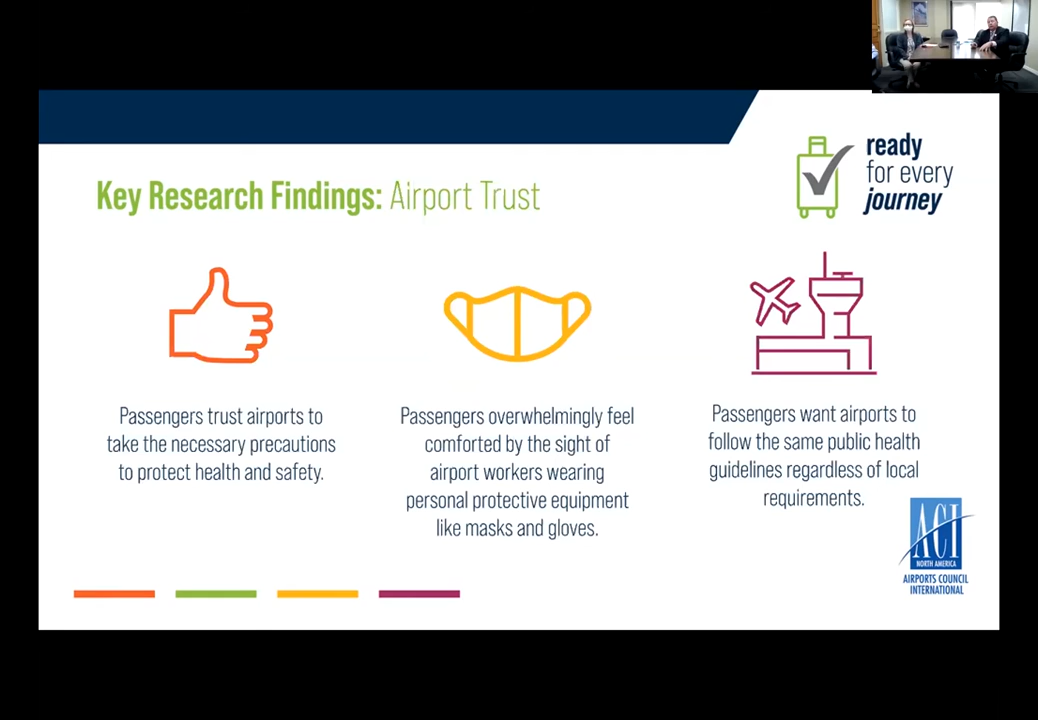 ready
for every
journey
Key Research Findings: Airport Trust
Passengers trust airports to
take the necessary precautions
to protect health and safety.
Passengers overwhelmingly feel
comforted by the sight of
airport workers wearing
personal protective equipment
like masks and gloves.
Passengers want airports to
follow the same public health
guidelines regardless of local
requirements.
ACI
NORTH AMERICA
AIRPORTS COUNCIL
INTERNATIONAL